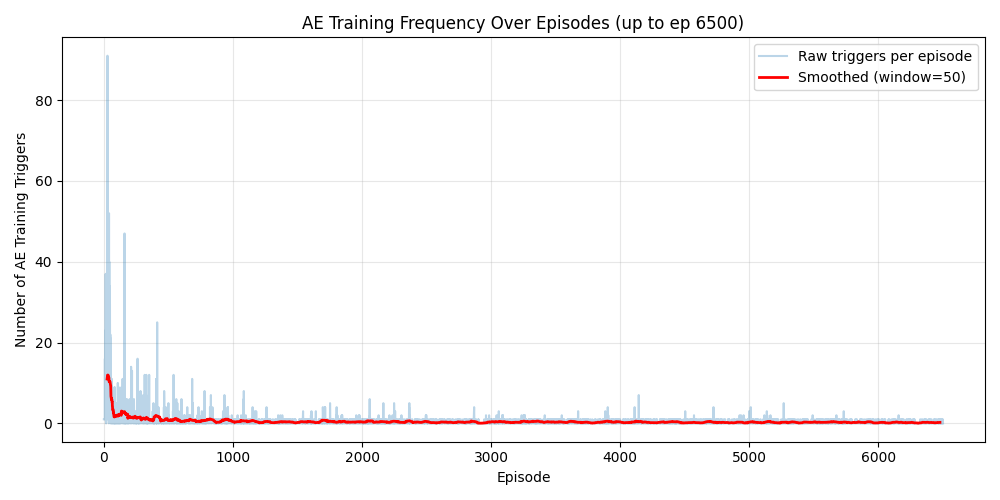 AE Training Frequency Over Episodes (up to ep 6500)
Raw triggers per episode
Smoothed (window=50)
Number of AE Training Triggers
80
60
40
20
0
0 1000 2000 3000 4000 5000 6000
Episode